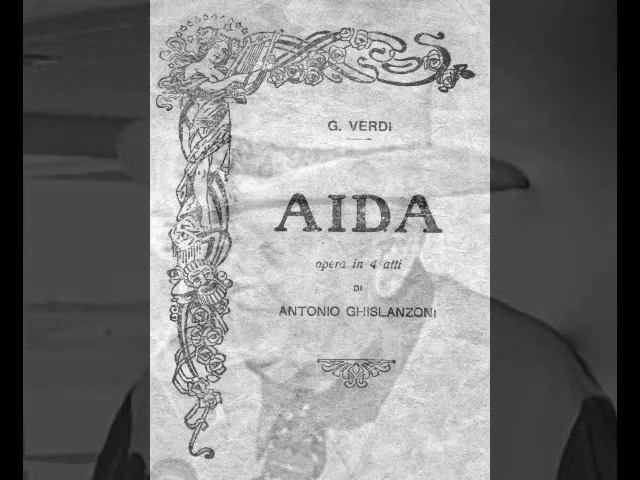 G. VERDI
AIDA
opera in 4 atti
DI
ANTONIO GHISLANZONI